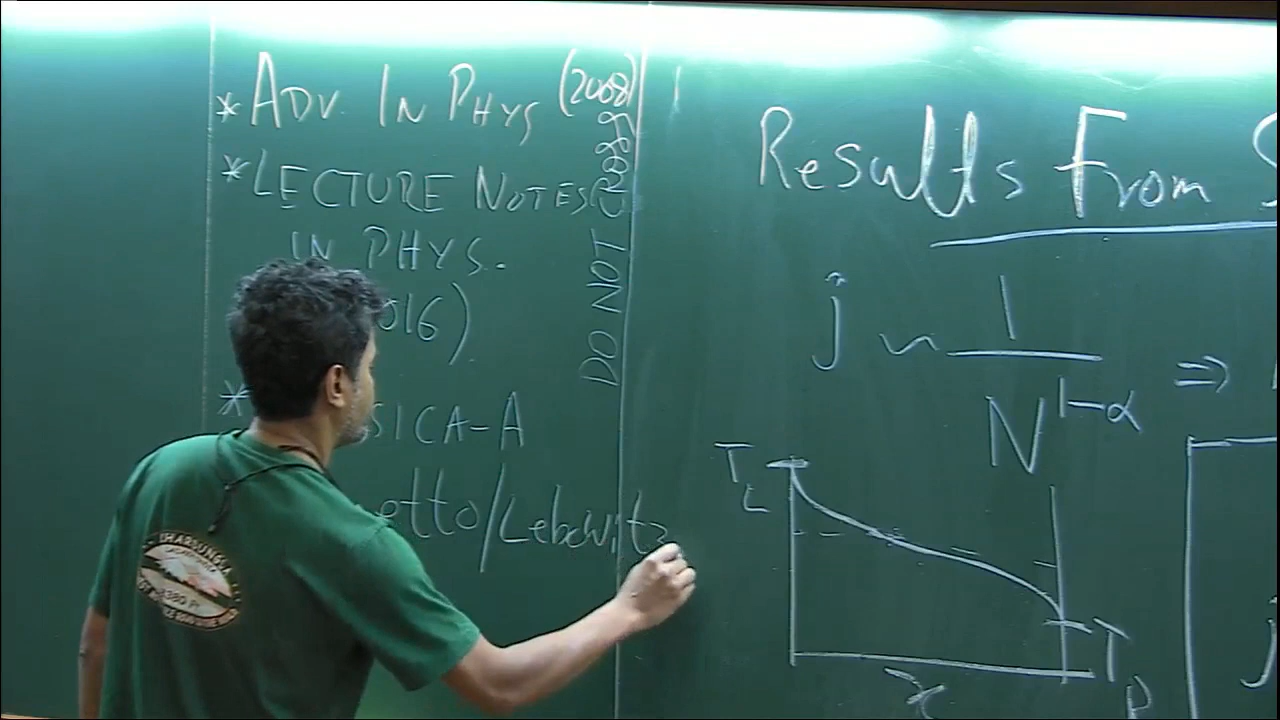 * ADV. IN PHYS (2008)
* LECTURE NOTES
IN PHYS.
016)
*
SICA-A
etto/Lebowitz
DO NOT CROSS
Results From S
j ~ 1 / N^{1-α} ⇒
T_L
T_R
x
j